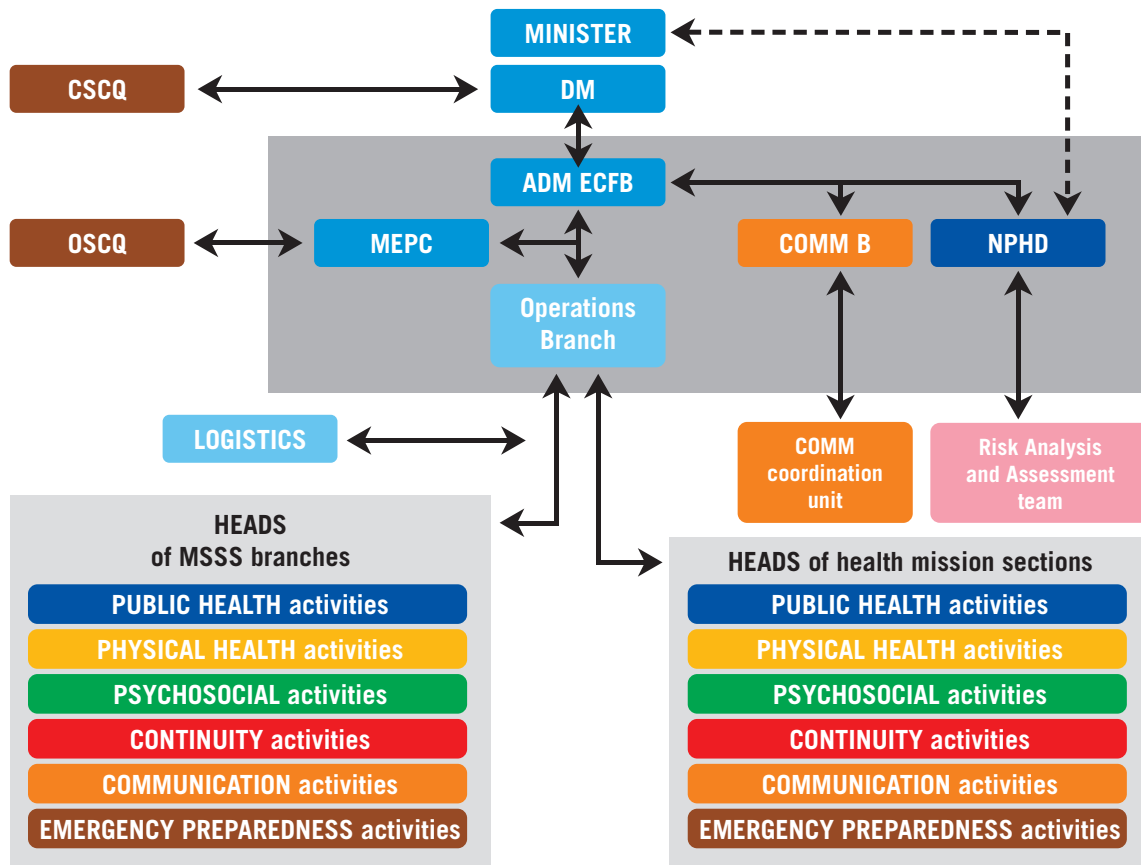 MINISTER
CSCQ
DM
ADM ECFB
OSCQ
MEPC
COMM B
NPHD
Operations
Branch
LOGISTICS
COMM
coordination
unit
Risk Analysis
and Assessment
team
HEADS
of MSSS branches
PUBLIC HEALTH activities
PHYSICAL HEALTH activities
PSYCHOSOCIAL activities
CONTINUITY activities
COMMUNICATION activities
EMERGENCY PREPAREDNESS activities
HEADS of health mission sections
PUBLIC HEALTH activities
PHYSICAL HEALTH activities
PSYCHOSOCIAL activities
CONTINUITY activities
COMMUNICATION activities
EMERGENCY PREPAREDNESS activities